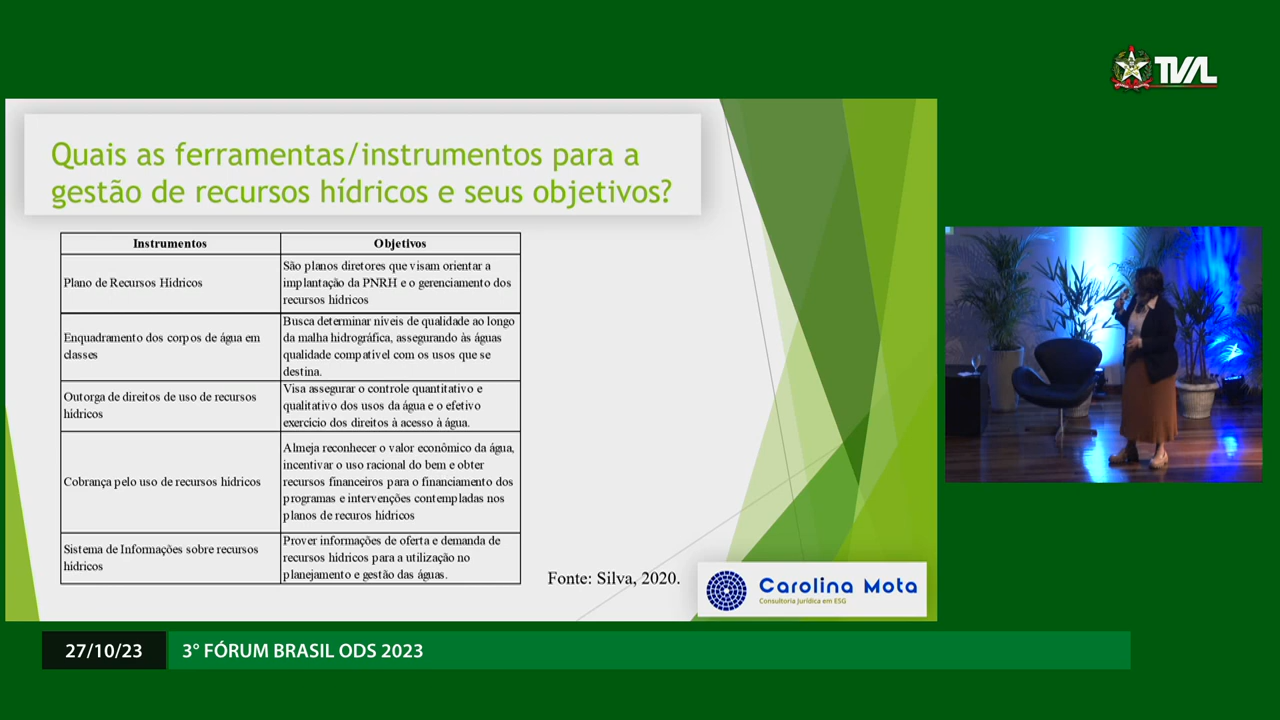 TVAL
Quais as ferramentas/instrumentos para a
gestão de recursos hídricos e seus objetivos?
Instrumentos
Objetivos
Plano de Recursos Hídricos
São planos diretores que visam orientar a
implantação da PNRH e o gerenciamento dos
recursos hídricos
Enquadramento dos corpos de água em
classes
Busca determinar níveis de qualidade ao longo
da malha hidrográfica, assegurando às águas
qualidade compatível com os usos que se
destina.
Outorga de direitos de uso de recursos
hídricos
Visa assegurar o controle quantitativo e
qualitativo dos usos da água e o efetivo
exercício dos direitos à acesso à água.
Cobrança pelo uso de recursos hídricos
Almeja reconhecer o valor econômico da água,
incentivar o uso racional do bem e obter
recursos financeiros para o financiamento dos
programas e intervenções contempladas nos
planos de recuros hídricos
Sistema de Informações sobre recursos
hídricos
Prover informações de oferta e demanda de
recursos hídricos para a utilização no
planejamento e gestão das águas.
Fonte: Silva, 2020.
Carolina Mota
Consultoria Jurídica em ESG
27/10/23
3° FÓRUM BRASIL ODS 2023